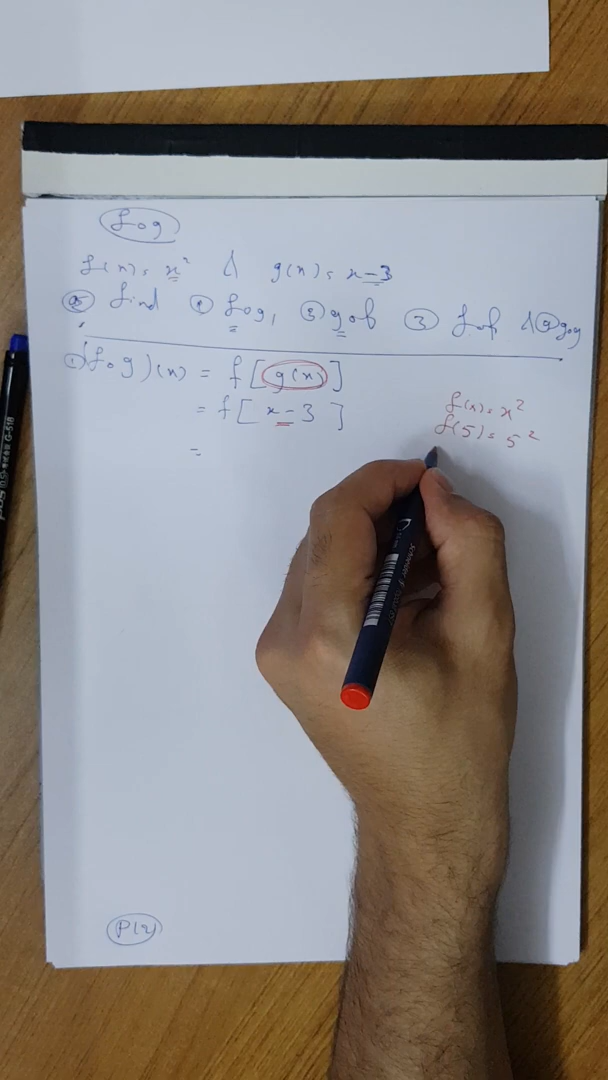 fog
f(x) = x² & g(x) = x-3
find ① fog, ② gof ③ fof & ④ gog
① (fog)(x) = f[g(x)]
= f[x-3]
=
f(x) = x²
f(5) = 5²
G-518
P(2)